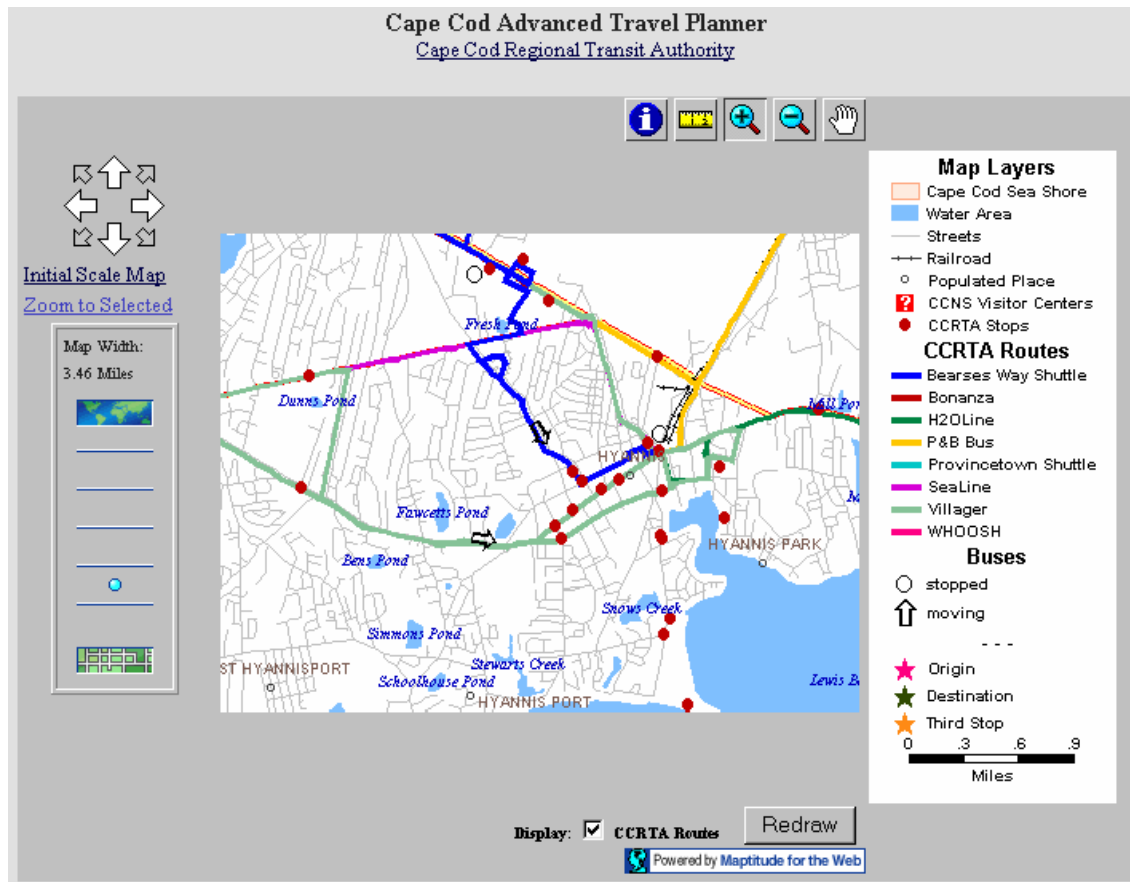 Cape Cod Advanced Travel Planner
Cape Cod Regional Transit Authority
Initial Scale Map
Zoom to Selected
Map Width:
3.46 Miles
Fresh Pond
Dunns Pond
Mill Po
HYANNIS
Fawcetts Pond
HYANNIS PARK
Bens Pond
Snows Creek
Simmons Pond
ST HYANNISPORT
Stewarts Creek
Schoolhouse Pond
Lewis B
HYANNIS PORT
Map Layers
Cape Cod Sea Shore
Water Area
Streets
Railroad
Populated Place
? CCNS Visitor Centers
CCRTA Stops
CCRTA Routes
Bearses Way Shuttle
Bonanza
H2OLine
P&B Bus
Provincetown Shuttle
SeaLine
Villager
WHOOSH
Buses
stopped
moving
- - -
Origin
Destination
Third Stop
0 .3 .6 .9
Miles
Display: CCRTA Routes Redraw
Powered by Maptitude for the Web